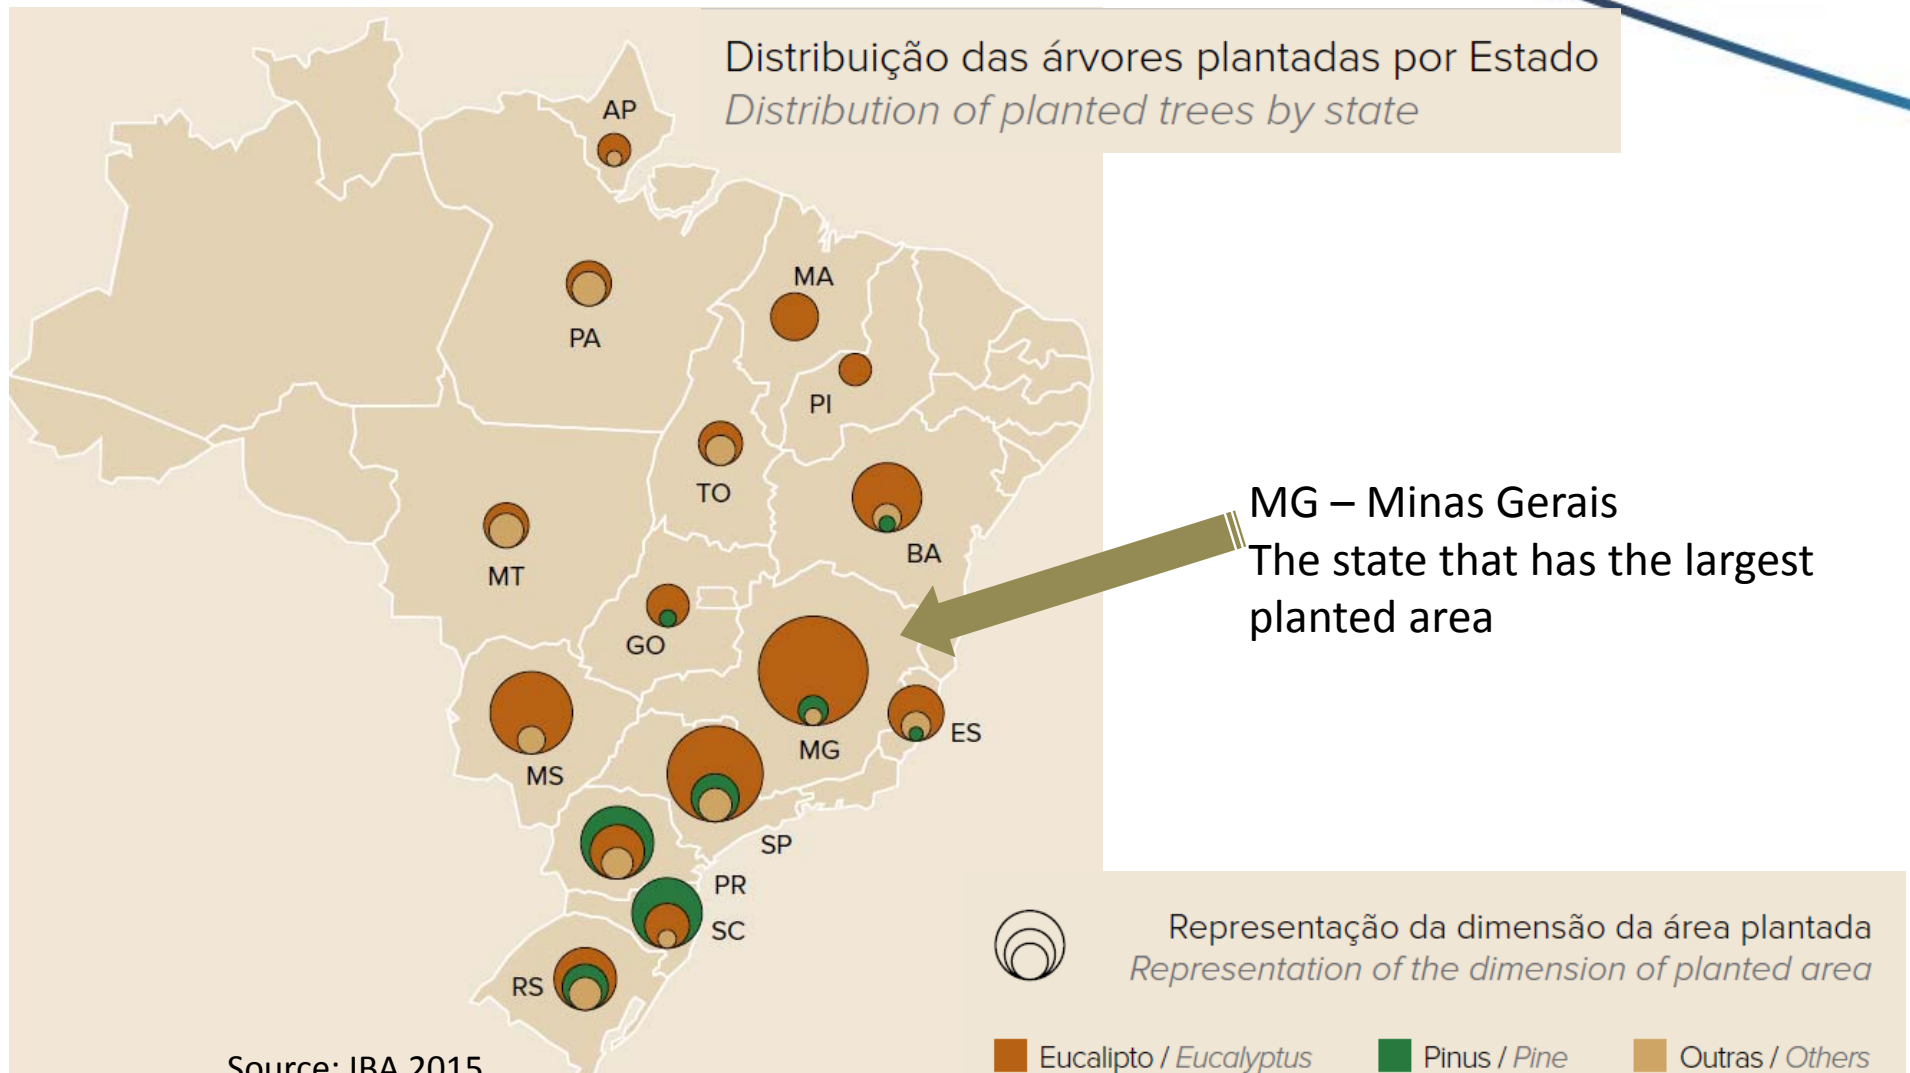 Distribuição das árvores plantadas por Estado
Distribution of planted trees by state
AP
MA
PA
PI
TO
BA
MT
GO
MG
ES
MS
SP
PR
SC
RS
MG – Minas Gerais
The state that has the largest
planted area
Representação da dimensão da área plantada
Representation of the dimension of planted area
Eucalipto / Eucalyptus
Pinus / Pine
Outras / Others
Source: IBA 2015